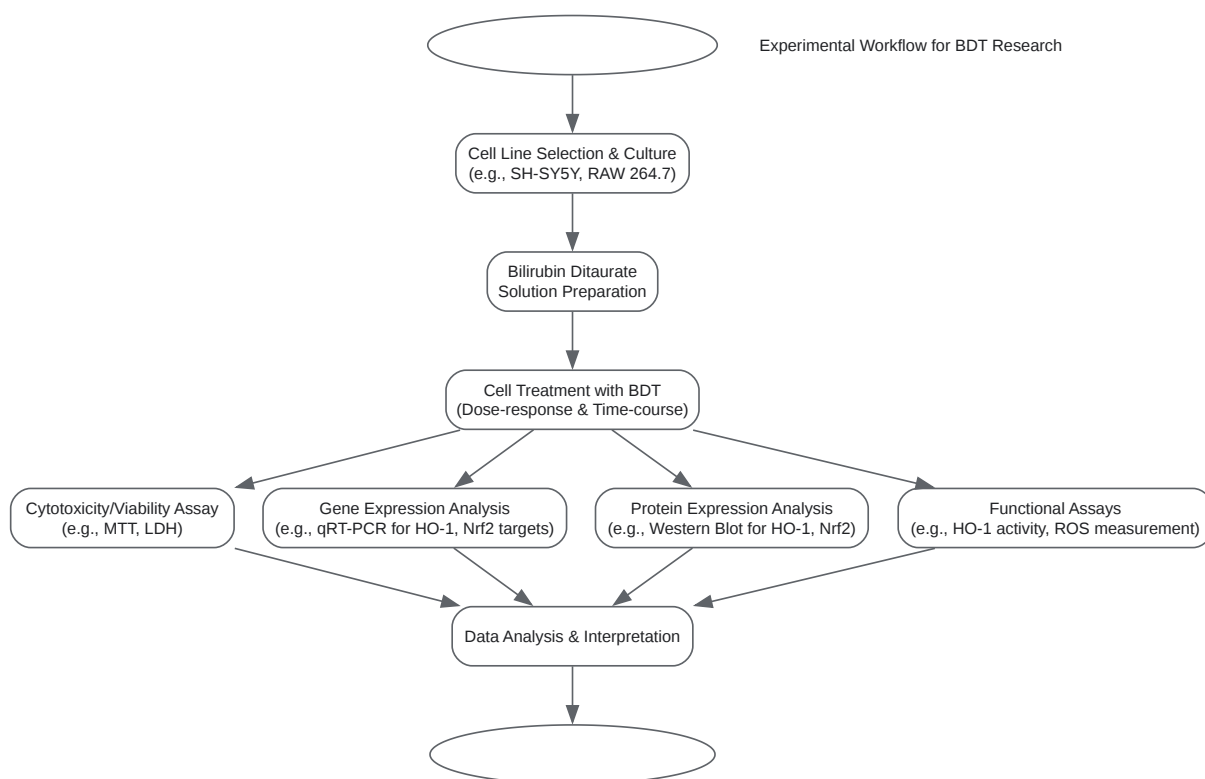 Experimental Workflow for BDT Research
Cell Line Selection & Culture
(e.g., SH-SY5Y, RAW 264.7)
Bilirubin Ditaurate
Solution Preparation
Cell Treatment with BDT
(Dose-response & Time-course)
Cytotoxicity/Viability Assay
(e.g., MTT, LDH)
Gene Expression Analysis
(e.g., qRT-PCR for HO-1, Nrf2 targets)
Protein Expression Analysis
(e.g., Western Blot for HO-1, Nrf2)
Functional Assays
(e.g., HO-1 activity, ROS measurement)
Data Analysis & Interpretation